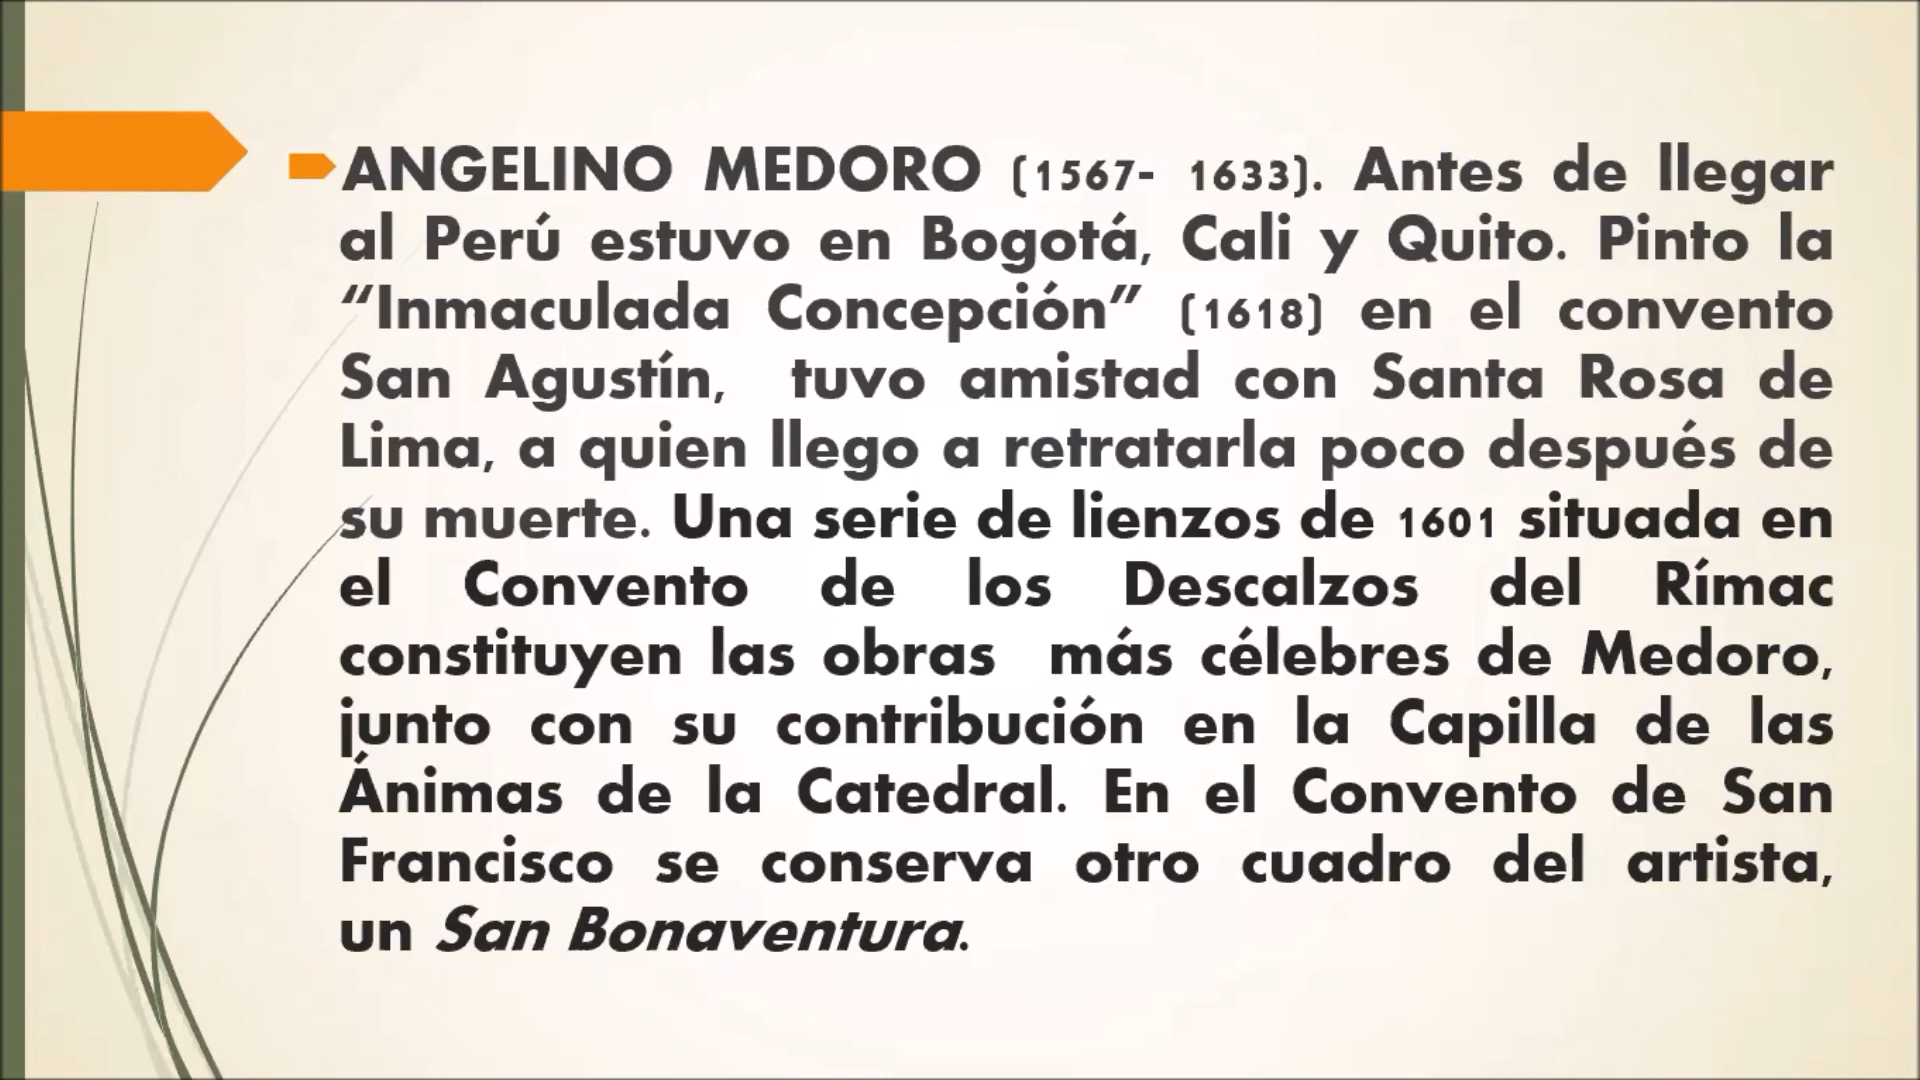 ANGELINO MEDORO (1567- 1633). Antes de llegar
al Perú estuvo en Bogotá, Cali y Quito. Pinto la
“Inmaculada Concepción” (1618) en el convento
San Agustín, tuvo amistad con Santa Rosa de
Lima, a quien llego a retratarla poco después de
su muerte. Una serie de lienzos de 1601 situada en
el Convento de los Descalzos del Rímac
constituyen las obras más célebres de Medoro,
junto con su contribución en la Capilla de las
Ánimas de la Catedral. En el Convento de San
Francisco se conserva otro cuadro del artista,
un San Bonaventura.